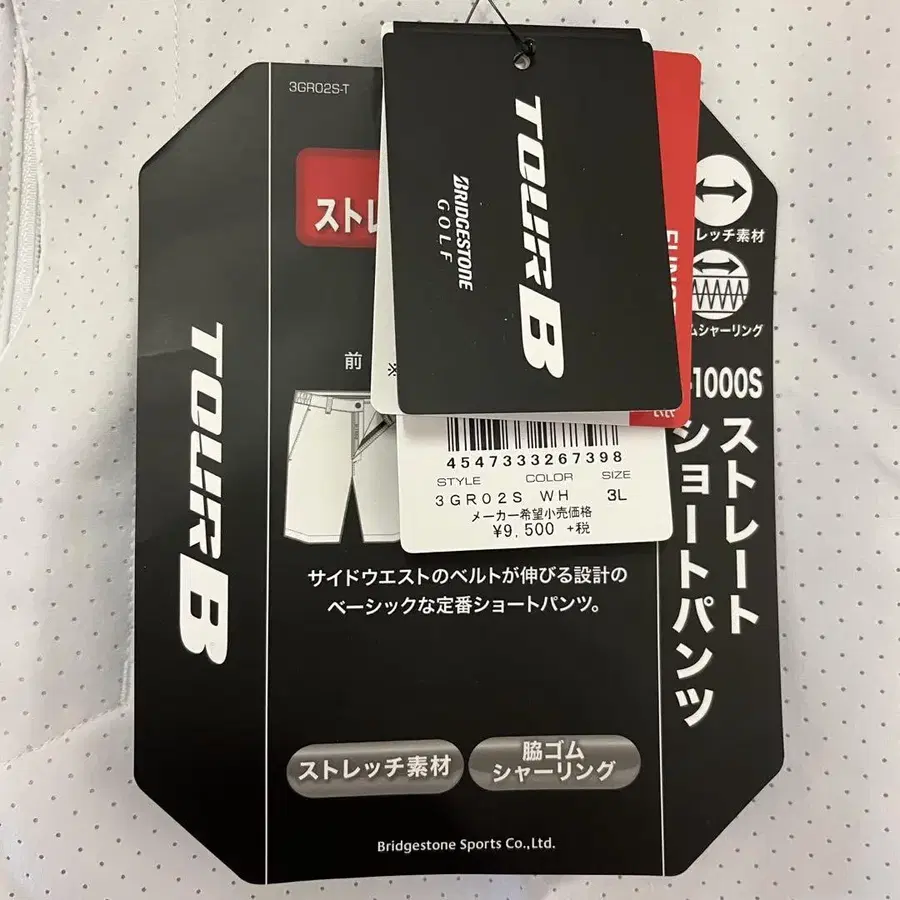 3GR02S-T
ストレ
TOUR B
BRIDGESTONE
GOLF
レッチ素材
ムシャーリング
前
※
-1000S
ストレート
ショートパンツ
TOUR B
4547333267398
STYLE COLOR SIZE
3GR02S WH 3L
メーカー希望小売価格
¥9,500 +税
サイドウエストのベルトが伸びる設計の
ベーシックな定番ショートパンツ。
ストレッチ素材
脇ゴム
シャーリング
Bridgestone Sports Co.,Ltd.